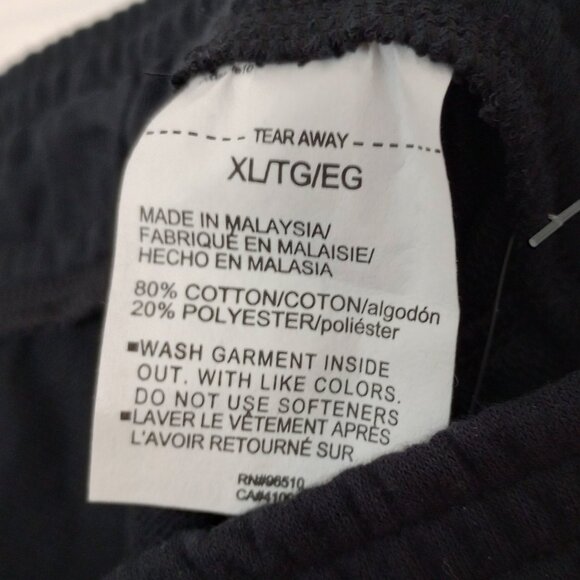 TEAR AWAY
XL/TG/EG
MADE IN MALAYSIA/
FABRIQUÉ EN MALAISIE/
HECHO EN MALASIA
80% COTTON/COTON/algodón
20% POLYESTER/poliéster
■WASH GARMENT INSIDE
OUT. WITH LIKE COLORS.
DO NOT USE SOFTENERS
■LAVER LE VÊTEMENT APRÈS
L'AVOIR RETOURNÉ SUR
RN#96510